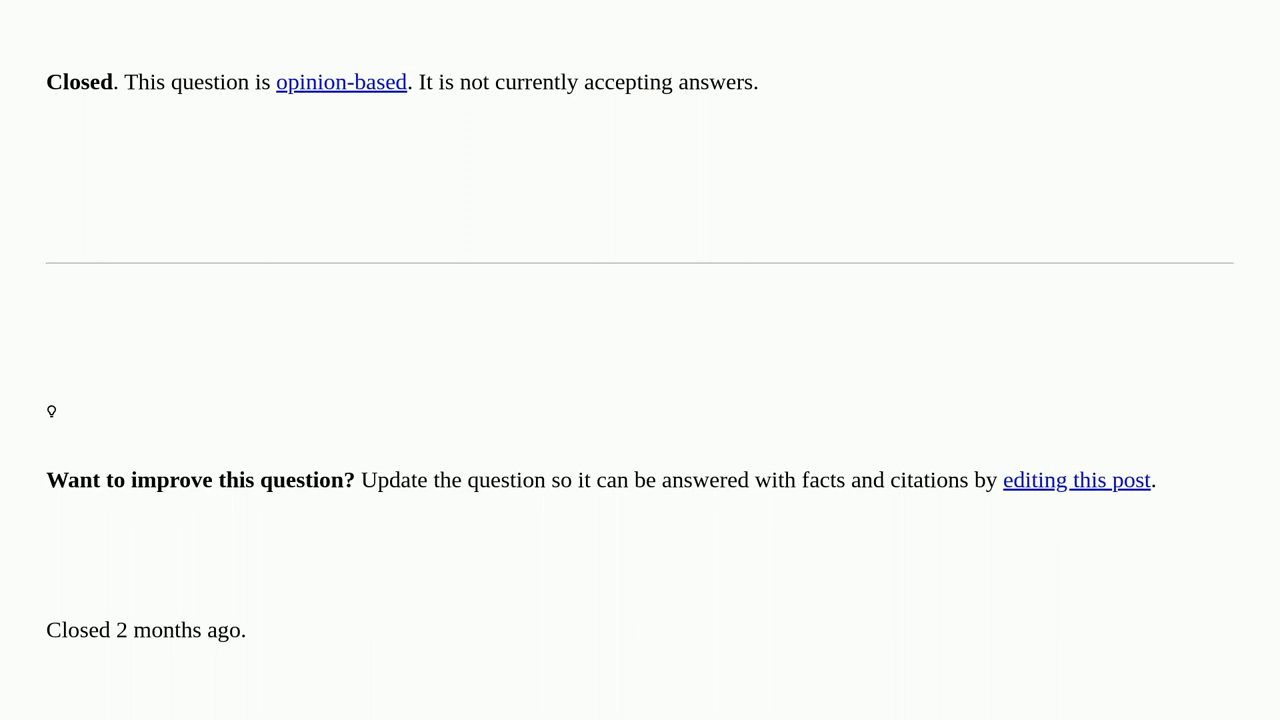 Closed. This question is opinion-based. It is not currently accepting answers.
Want to improve this question? Update the question so it can be answered with facts and citations by editing this post.
Closed 2 months ago.